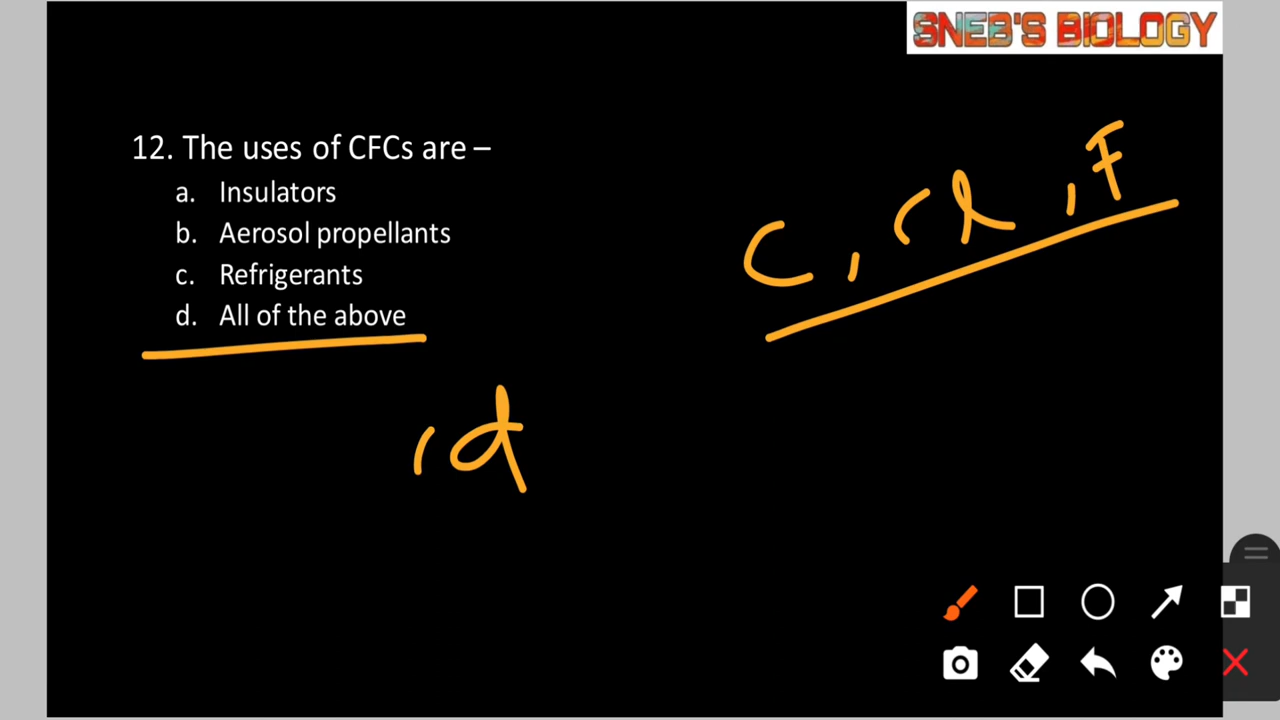 SNEB'S BIOLOGY
12. The uses of CFCs are –
a. Insulators
b. Aerosol propellants
c. Refrigerants
d. All of the above
C, Cl, F
d